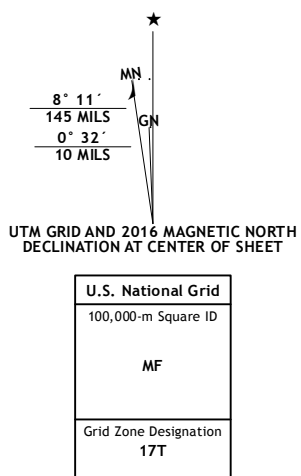 ★
MN
GN
8° 11´
145 MILS
0° 32´
10 MILS
UTM GRID AND 2016 MAGNETIC NORTH
DECLINATION AT CENTER OF SHEET
U.S. National Grid
100,000-m Square ID
MF
Grid Zone Designation
17T